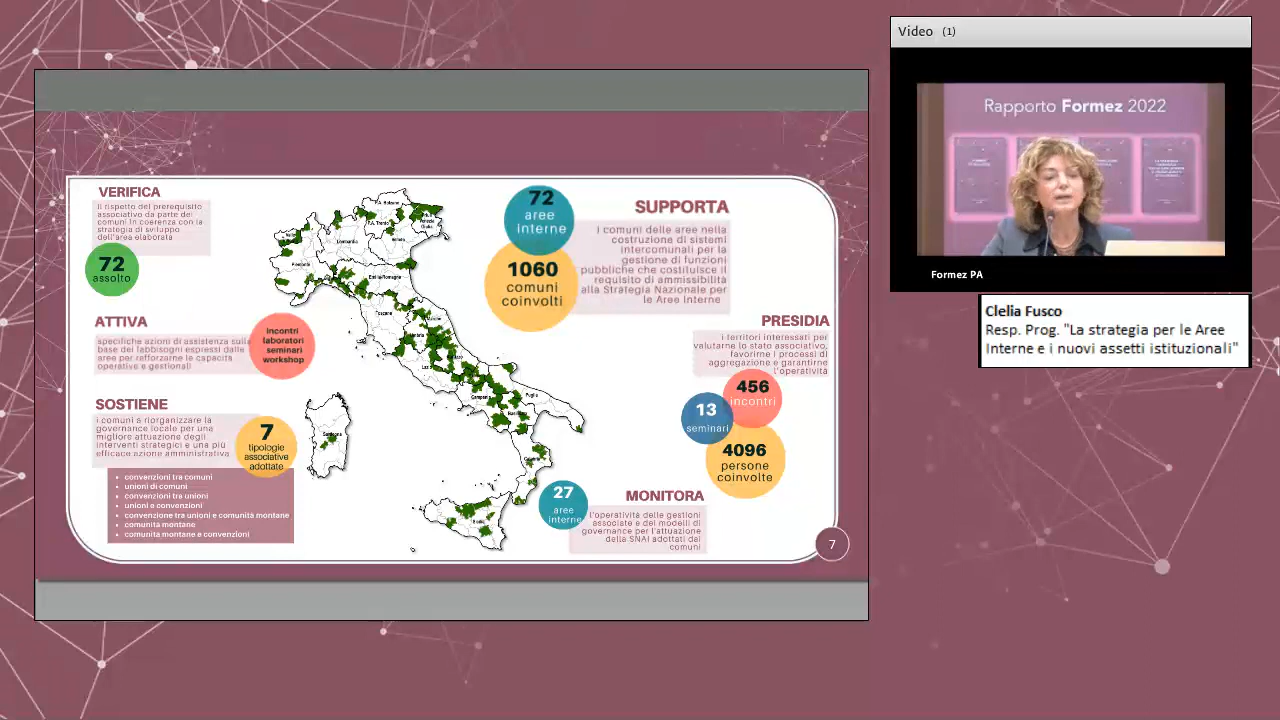 VERIFICA
il rispetto del prerequisito
associativo da parte dei
comuni in coerenza con la
strategia di sviluppo
dell'area elaborata
72
assolto
ATTIVA
specifiche azioni di assistenza sulla
base dei fabbisogni espressi dalle
aree per rafforzarne le capacità
operative e gestionali
incontri
laboratori
seminari
workshop
SOSTIENE
i comuni a riorganizzare la
governance locale per una
migliore attuazione degli
interventi strategici e una più
efficace azione amministrativa
7
tipologie
associative
adottate
• convenzioni tra comuni
• unioni di comuni
• convenzioni tra unioni
• unioni e convenzioni
• convenzione tra unioni e comunità montane
• comunità montane
• comunità montane e convenzioni
Lombardia
Piemonte
Emilia-Romagna
Toscana
Campania
Puglia
Sardegna
72
aree
interne
1060
comuni
coinvolti
SUPPORTA
i comuni delle aree nella
costruzione di sistemi
intercomunali per la
gestione di funzioni
pubbliche che costituisce il
requisito di ammissibilità
alla Strategia Nazionale per
le Aree Interne
PRESIDIA
i territori interessati per
valutarne lo stato associativo,
favorirne i processi di
aggregazione e garantirne
l'operatività
456
incontri
13
seminari
4096
persone
coinvolte
27
aree
interne
MONITORA
l'operatività delle gestioni
associate e dei modelli di
governance per l'attuazione
della SNAI adottati dai
comuni
7
Video (1)
Rapporto Formez 2022
Formez PA
Clelia Fusco
Resp. Prog. "La strategia per le Aree
Interne e i nuovi assetti istituzionali"